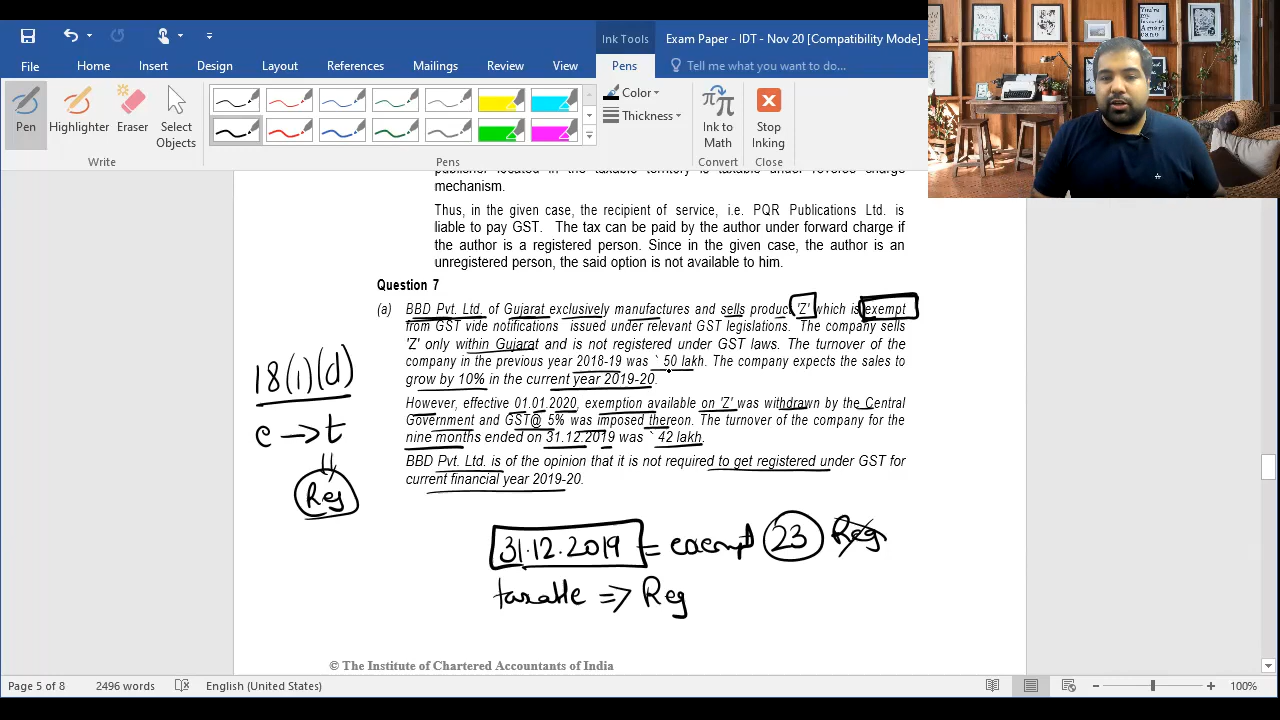 Ink Tools
Exam Paper - IDT - Nov 20 [Compatibility Mode] -
File Home Insert Design Layout References Mailings Review View Pens Tell me what you want to do...
Pen Highlighter Eraser Select Objects
Color
Thickness
Ink to Math
Stop Inking
Write Pens Convert Close
publisher located in the taxable territory is taxable under reverse charge
mechanism.
Thus, in the given case, the recipient of service, i.e. PQR Publications Ltd. is
liable to pay GST. The tax can be paid by the author under forward charge if
the author is a registered person. Since in the given case, the author is an
unregistered person, the said option is not available to him.
Question 7
(a) BBD Pvt. Ltd. of Gujarat exclusively manufactures and sells product 'Z' which is exempt
from GST vide notifications issued under relevant GST legislations. The company sells
'Z' only within Gujarat and is not registered under GST laws. The turnover of the
company in the previous year 2018-19 was ` 50 lakh. The company expects the sales to
grow by 10% in the current year 2019-20.
However, effective 01.01.2020, exemption available on 'Z' was withdrawn by the Central
Government and GST@ 5% was imposed thereon. The turnover of the company for the
nine months ended on 31.12.2019 was ` 42 lakh.
BBD Pvt. Ltd. is of the opinion that it is not required to get registered under GST for
current financial year 2019-20.
18(1)(d)
e → t
⇓
Reg
31.12.2019 = exempt 23 Reg
taxable => Reg
© The Institute of Chartered Accountants of India
Page 5 of 8 2496 words English (United States) 100%